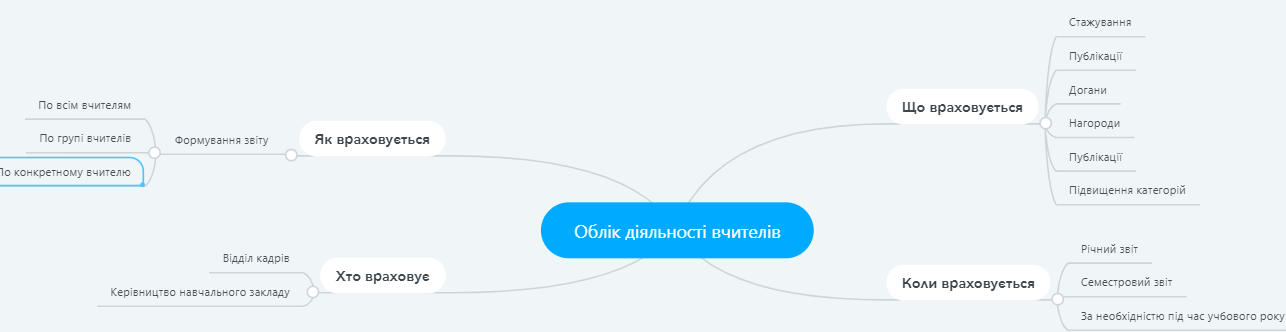 Облік діяльності вчителів
Що враховується
Стажування
Публікації
Догани
Нагороди
Публікації
Підвищення категорій
Коли враховується
Річний звіт
Семестровий звіт
За необхідністю під час учбового року
Як враховується
Формування звіту
По всім вчителям
По групі вчителів
По конкретному вчителю
Хто враховує
Відділ кадрів
Керівництво навчального закладу